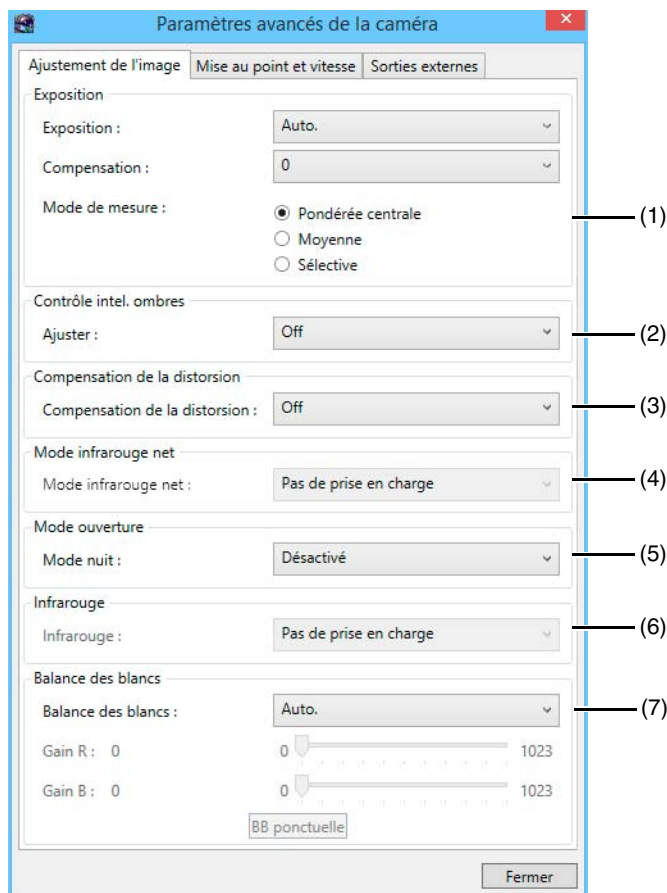 Paramètres avancés de la caméra
Ajustement de l'image Mise au point et vitesse Sorties externes
Exposition
Exposition : Auto.
Compensation : 0
Mode de mesure : Pondérée centrale (1)
Moyenne
Sélective
Contrôle intel. ombres
Ajuster : Off (2)
Compensation de la distorsion
Compensation de la distorsion : Off (3)
Mode infrarouge net
Mode infrarouge net : Pas de prise en charge (4)
Mode ouverture
Mode nuit : Désactivé (5)
Infrarouge
Infrarouge : Pas de prise en charge (6)
Balance des blancs
Balance des blancs : Auto. (7)
Gain R : 0 0 1023
Gain B : 0 0 1023
BB ponctuelle
Fermer